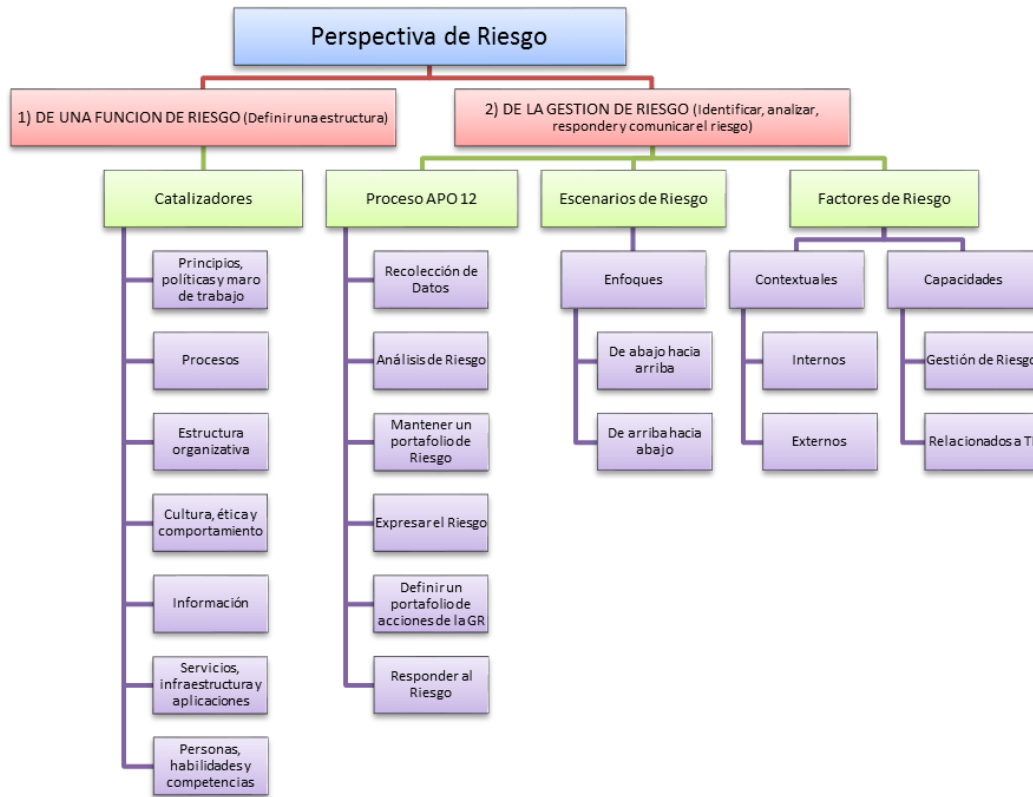 Perspectiva de Riesgo
1) DE UNA FUNCION DE RIESGO (Definir una estructura)
2) DE LA GESTION DE RIESGO (Identificar, analizar,
responder y comunicar el riesgo)
Catalizadores
Proceso APO 12
Escenarios de Riesgo
Factores de Riesgo
Principios,
políticas y maro
de trabajo
Procesos
Estructura
organizativa
Cultura, ética y
comportamiento
Información
Servicios,
infraestructura y
aplicaciones
Personas,
habilidades y
competencias
Recolección de
Datos
Análisis de Riesgo
Mantener un
portafolio de
Riesgo
Expresar el Riesgo
Definir un
portafolio de
acciones de la GR
Responder al
Riesgo
Enfoques
De abajo hacia
arriba
De arriba hacia
abajo
Contextuales
Internos
Externos
Capacidades
Gestión de Riesgo
Relacionados a TI